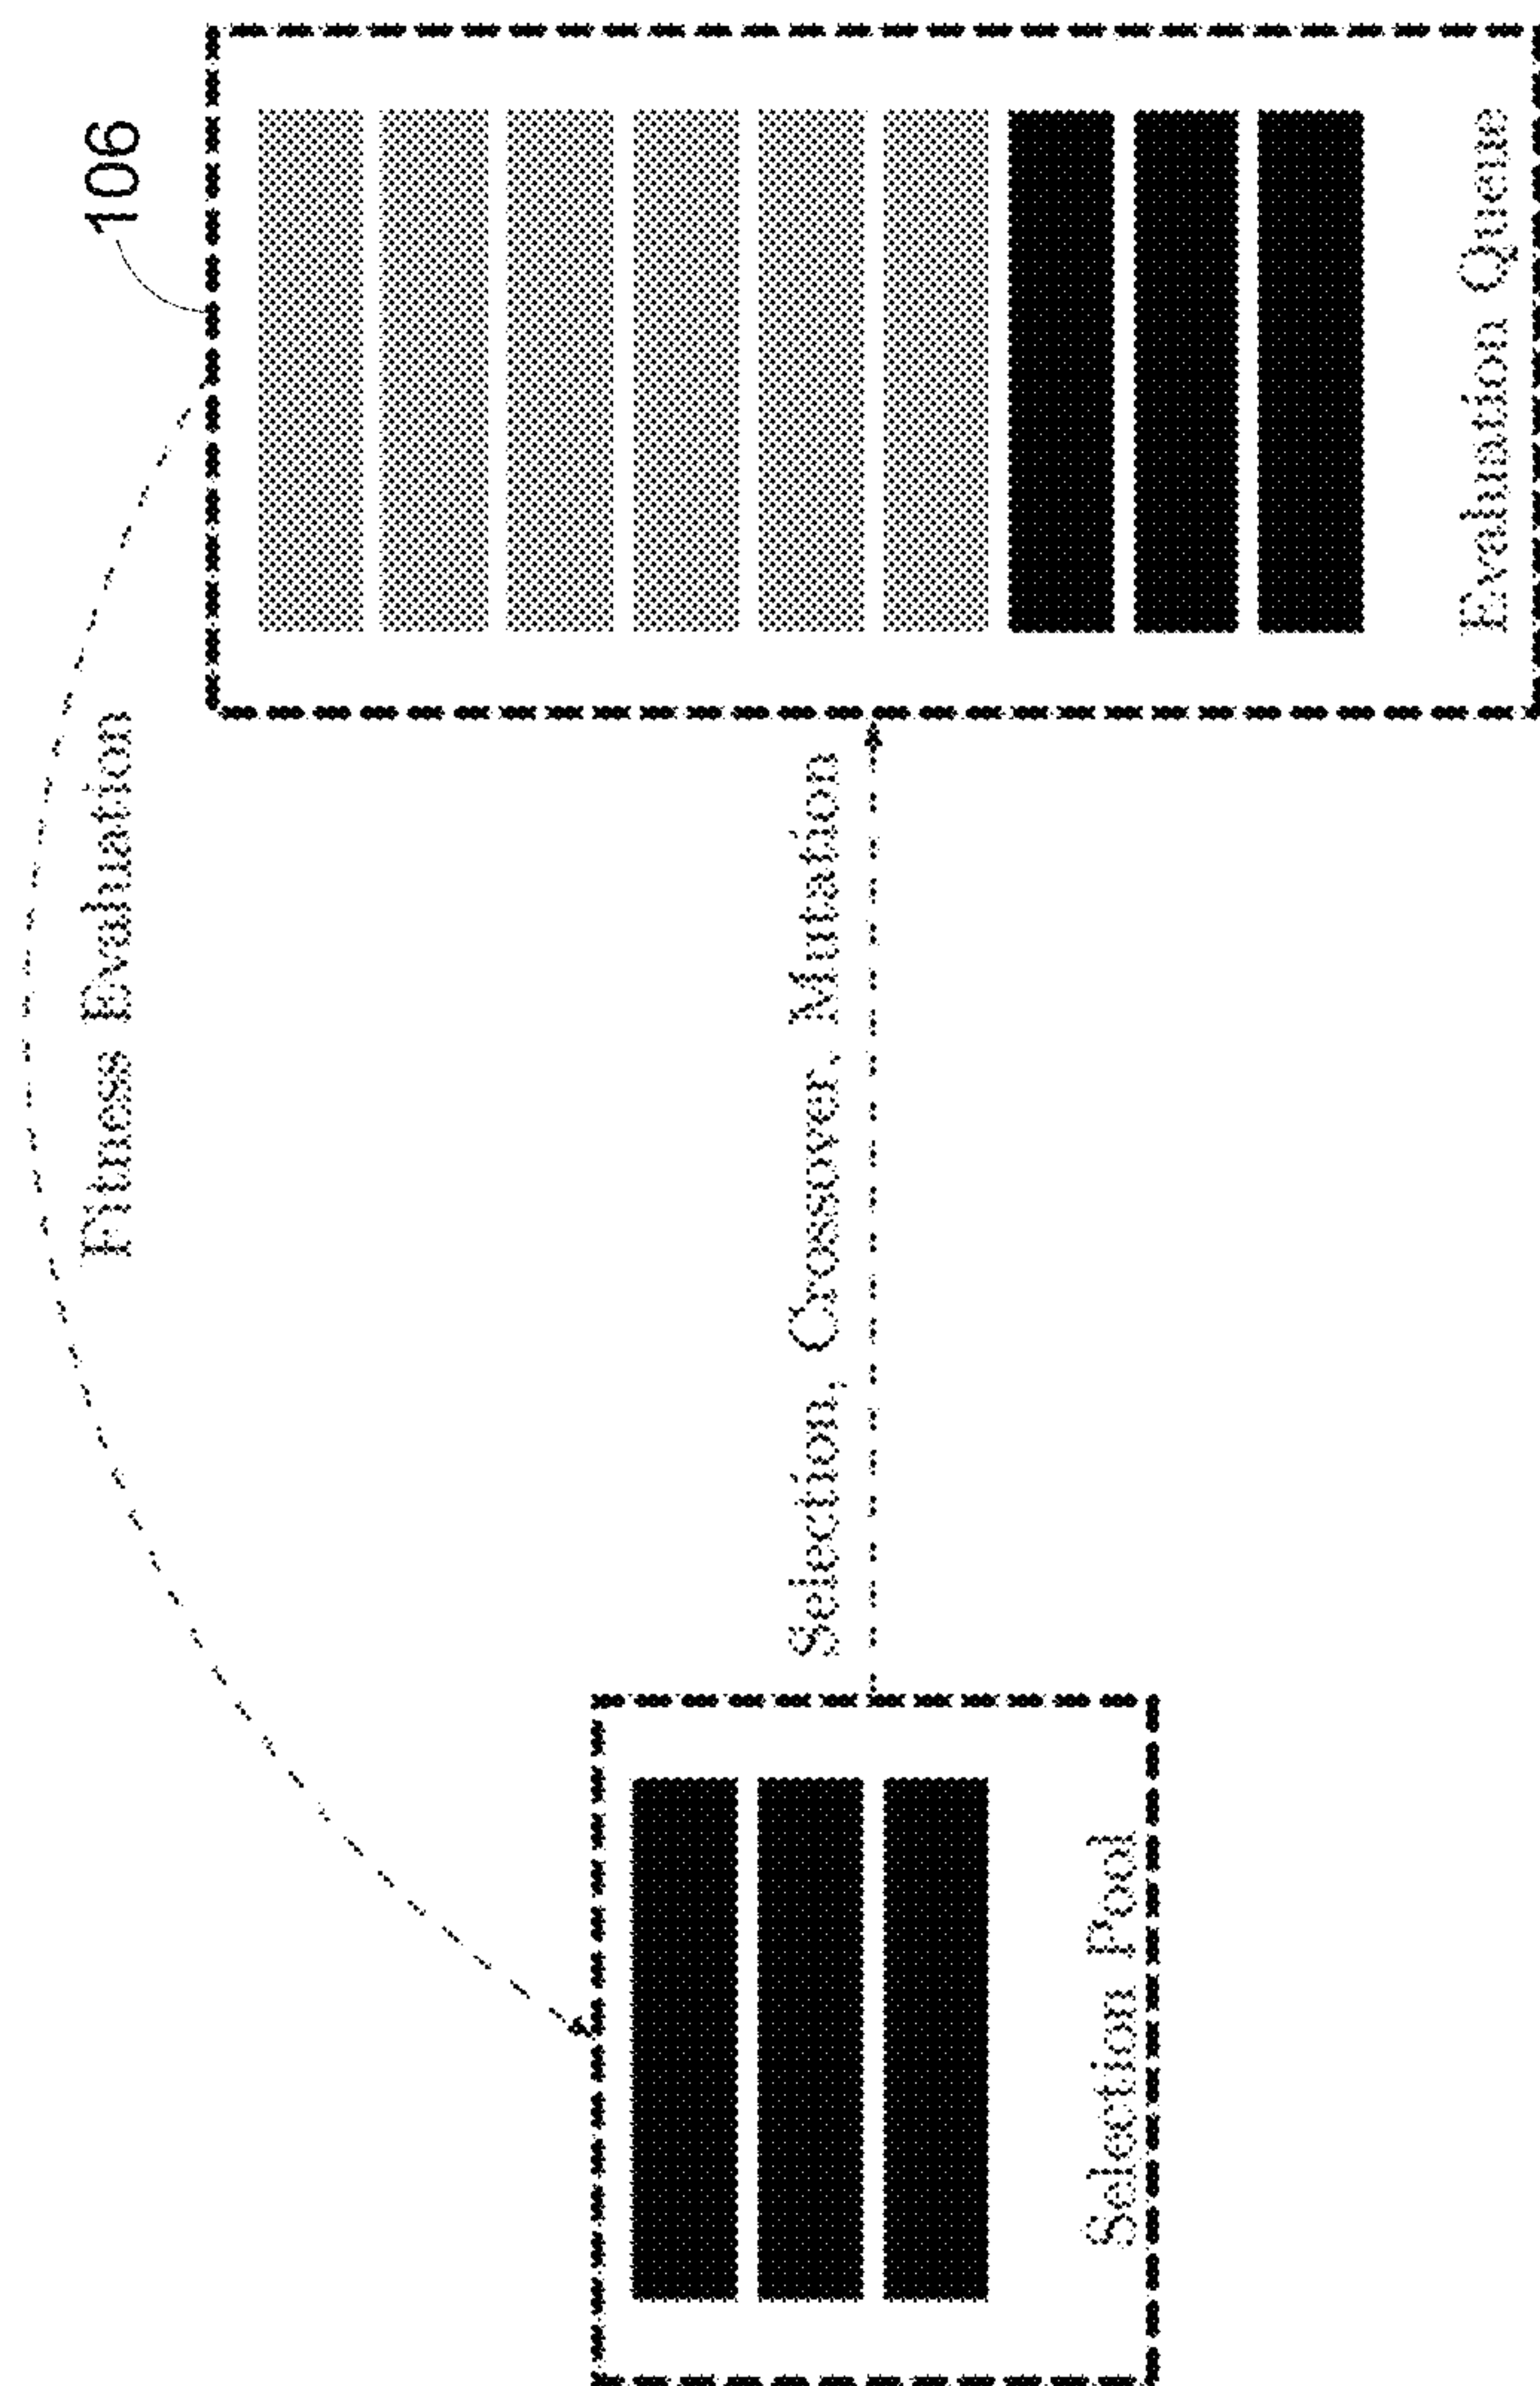 106
Fitness Evaluation
Selection, Crossover, Mutation
Evaluation Queue
Selection Pool